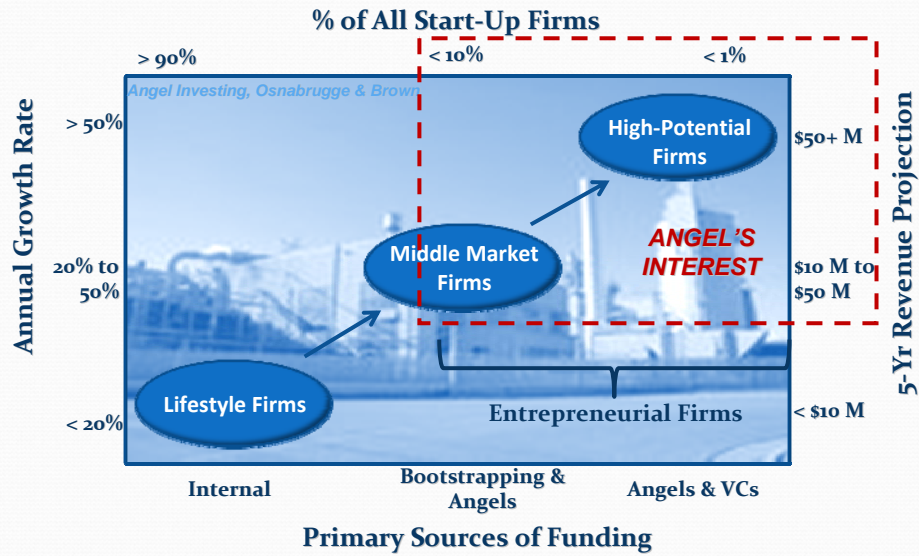 % of All Start-Up Firms
> 90%
< 10%
< 1%
Angel Investing, Osnabrugge & Brown
Annual Growth Rate
> 50%
20% to
50%
< 20%
High-Potential
Firms
Middle Market
Firms
Lifestyle Firms
ANGEL'S
INTEREST
Entrepreneurial Firms
$50+ M
$10 M to
$50 M
< $10 M
5-Yr Revenue Projection
Internal
Bootstrapping &
Angels
Angels & VCs
Primary Sources of Funding